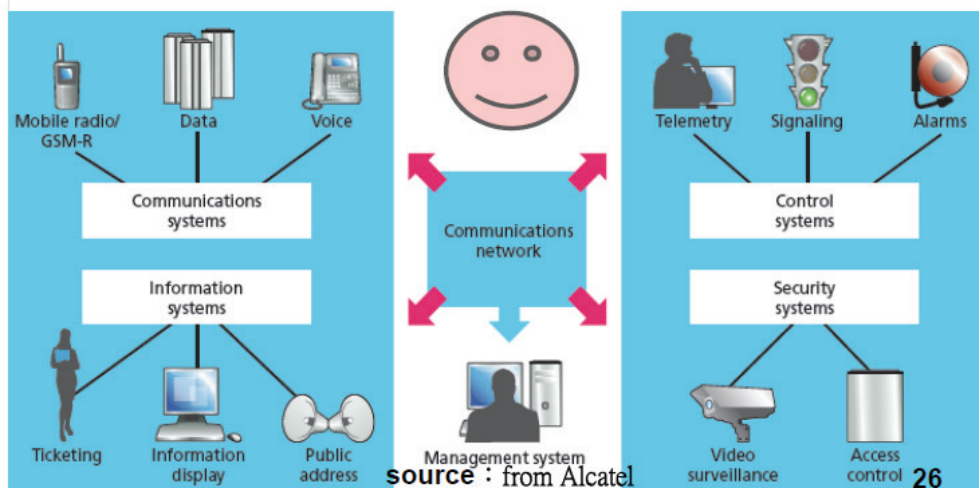 Mobile radio/
GSM-R
Data
Voice
Communications
systems
Information
systems
Ticketing
Information
display
Public
address
Communications
network
Management system
Telemetry
Signaling
Alarms
Control
systems
Security
systems
Video
surveillance
Access
control
source：from Alcatel
26